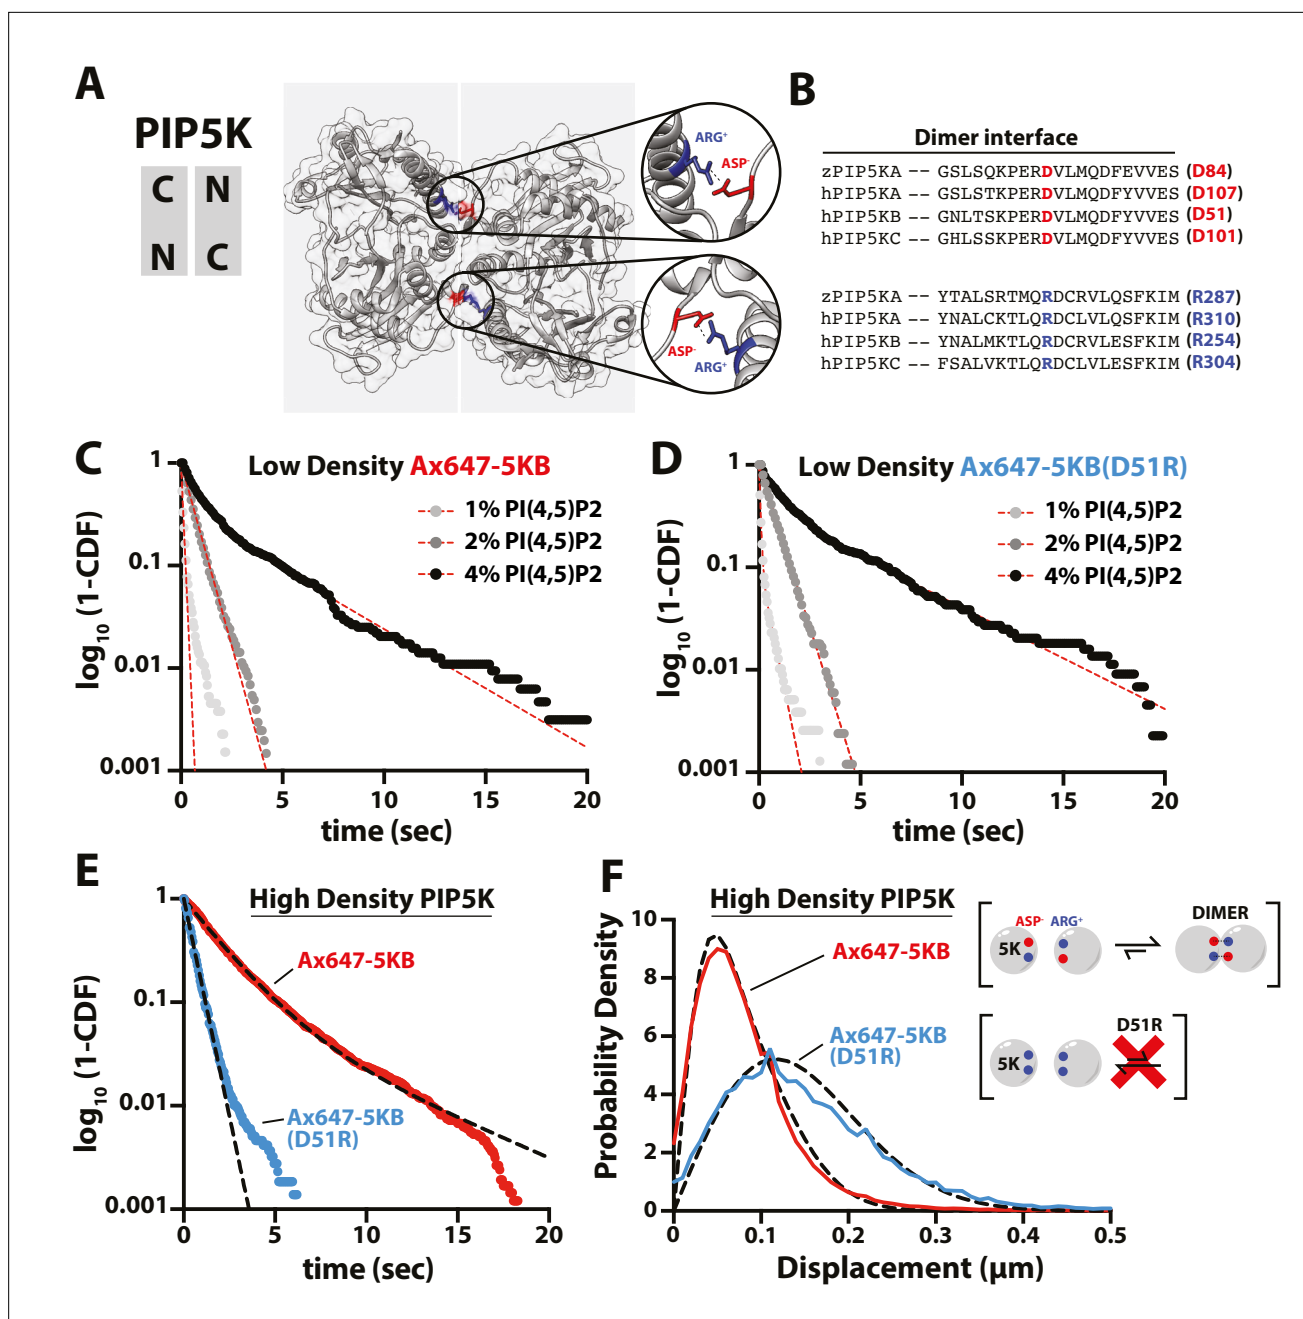 A
PIP5K
C N
N C
ARG+
ASP-
ASP-
ARG+
B
Dimer interface
zPIP5KA -- GSLSQKPERDVLMQDFEVVES (D84)
hPIP5KA -- GSLSTKPERDVLMQDFYVVES (D107)
hPIP5KB -- GNLTSKPERDVLMQDFYVVES (D51)
hPIP5KC -- GHLSSKPERDVLMQDFYVVES (D101)
zPIP5KA -- YTALSRTMQRDCRVLQSFKIM (R287)
hPIP5KA -- YNALCKTLQRDCLVLQSFKIM (R310)
hPIP5KB -- YNALMKTLQRDCRVLESFKIM (R254)
hPIP5KC -- FSALVKTLQRDCLVLESFKIM (R304)
C
Low Density Ax647-5KB
1% PI(4,5)P2
2% PI(4,5)P2
4% PI(4,5)P2
log10 (1-CDF)
1
0.1
0.01
0.001
0 5 10 15 20
time (sec)
D
Low Density Ax647-5KB(D51R)
1% PI(4,5)P2
2% PI(4,5)P2
4% PI(4,5)P2
log10 (1-CDF)
1
0.1
0.01
0.001
0 5 10 15 20
time (sec)
E
High Density PIP5K
Ax647-5KB
Ax647-5KB
(D51R)
log10 (1-CDF)
1
0.1
0.01
0.001
0 5 10 15 20
time (sec)
F
High Density PIP5K
Ax647-5KB
Ax647-5KB
(D51R)
Probability Density
10
8
6
4
2
0
0 0.1 0.2 0.3 0.4 0.5
Displacement (μm)
ASP- ARG+ DIMER
5K
D51R
5K